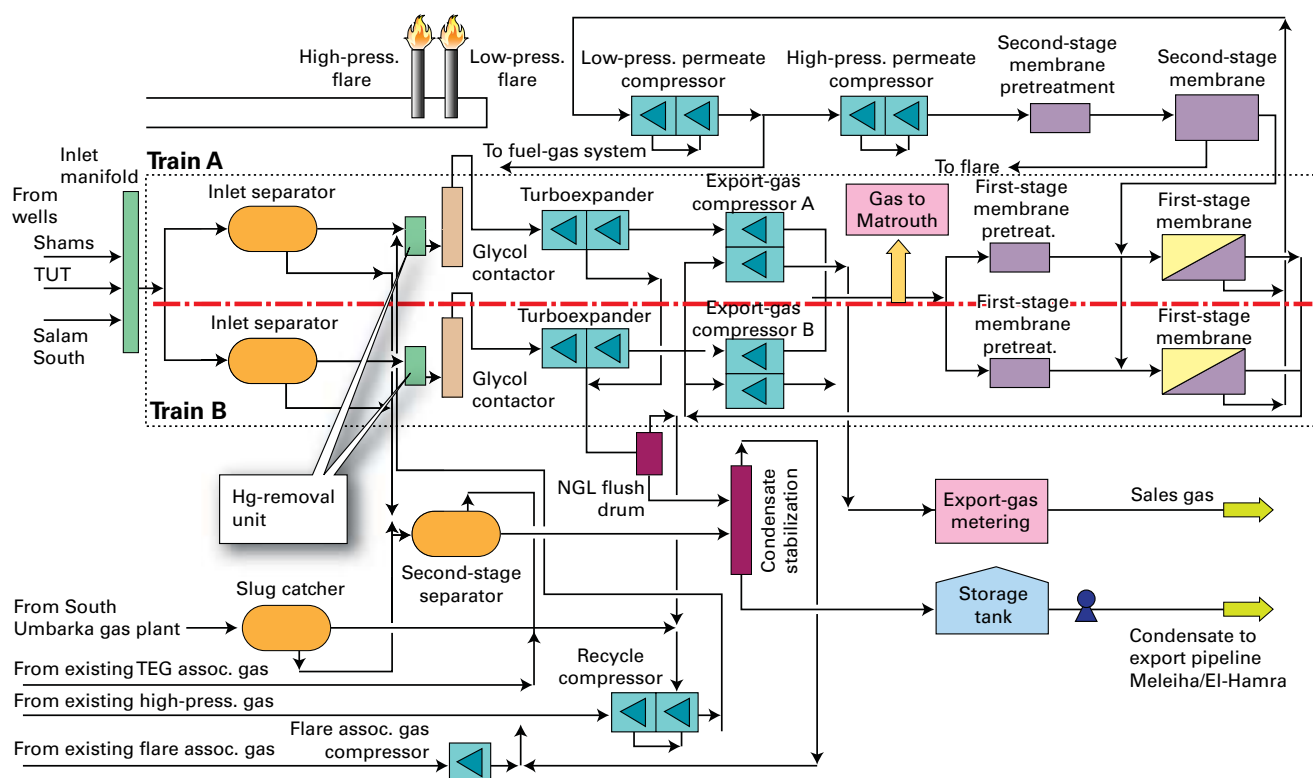 High-press.
flare
Low-press.
flare
Low-press. permeate
compressor
High-press. permeate
compressor
Second-stage
membrane
pretreatment
Second-stage
membrane
To fuel-gas system
To flare
Inlet
manifold
Train A
From
wells
Shams
TUT
Salam
South
Inlet separator
Glycol
contactor
Turboexpander
Export-gas
compressor A
Gas to
Matrouth
First-stage
membrane
pretreat.
First-stage
membrane
Inlet separator
Glycol
contactor
Turboexpander
Export-gas
compressor B
First-stage
membrane
pretreat.
First-stage
membrane
Train B
Hg-removal
unit
NGL flush
drum
Condensate
stabilization
Export-gas
metering
Sales gas
Second-stage
separator
Slug catcher
From South
Umbarka gas plant
Storage
tank
Condensate to
export pipeline
Meleiha/El-Hamra
From existing TEG assoc. gas
Recycle
compressor
From existing high-press. gas
Flare assoc. gas
compressor
From existing flare assoc. gas